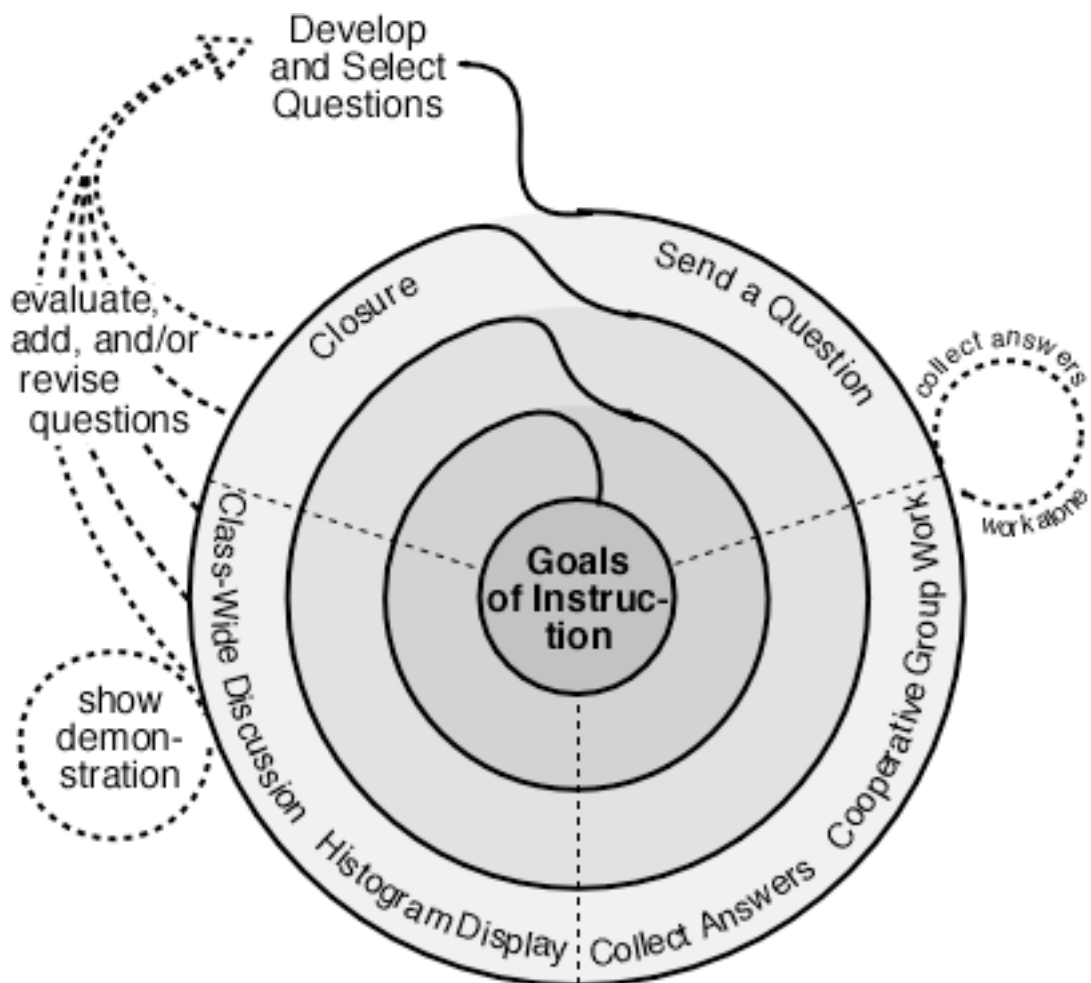 Develop
and Select
Questions
Send a Question
collect answers
work alone
Cooperative Group Work
Collect Answers
Histogram Display
Class-Wide Discussion
show
demon-
stration
Closure
evaluate,
add, and/or
revise
questions
Goals
of Instruc-
tion